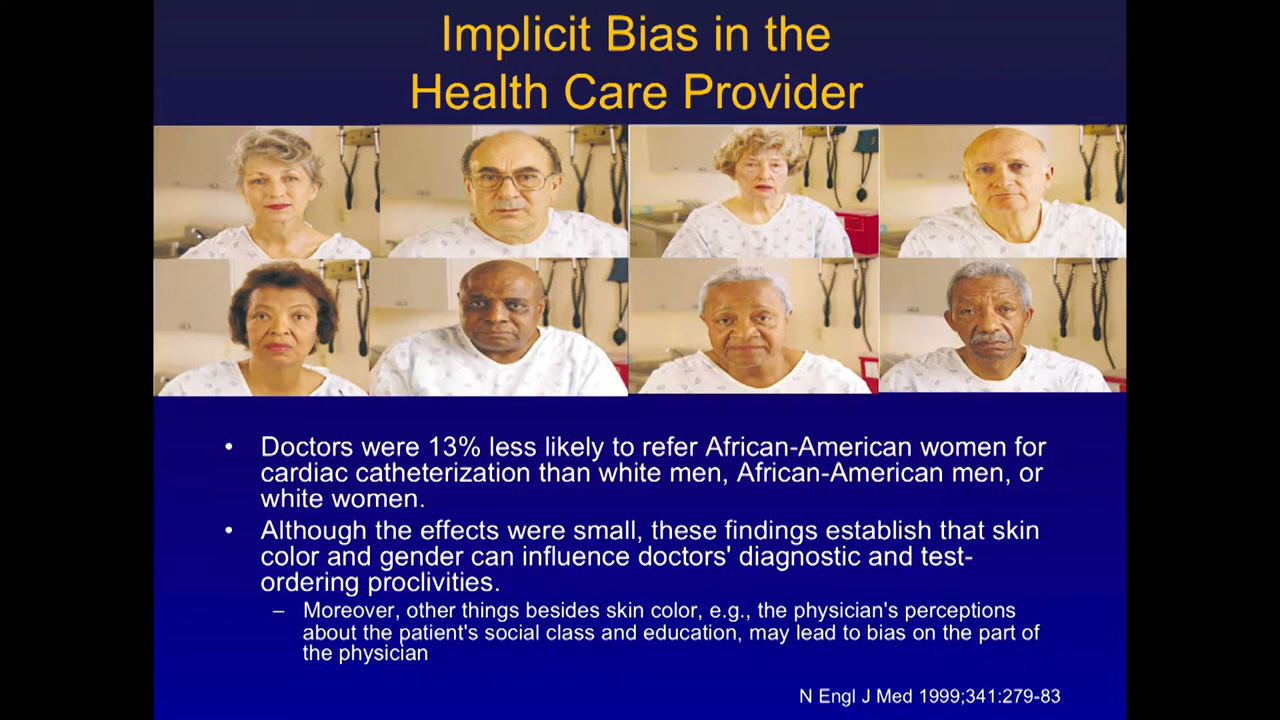 Implicit Bias in the
Health Care Provider
• Doctors were 13% less likely to refer African-American women for
cardiac catheterization than white men, African-American men, or
white women.
• Although the effects were small, these findings establish that skin
color and gender can influence doctors' diagnostic and test-
ordering proclivities.
– Moreover, other things besides skin color, e.g., the physician's perceptions
about the patient's social class and education, may lead to bias on the part of
the physician
N Engl J Med 1999;341:279-83